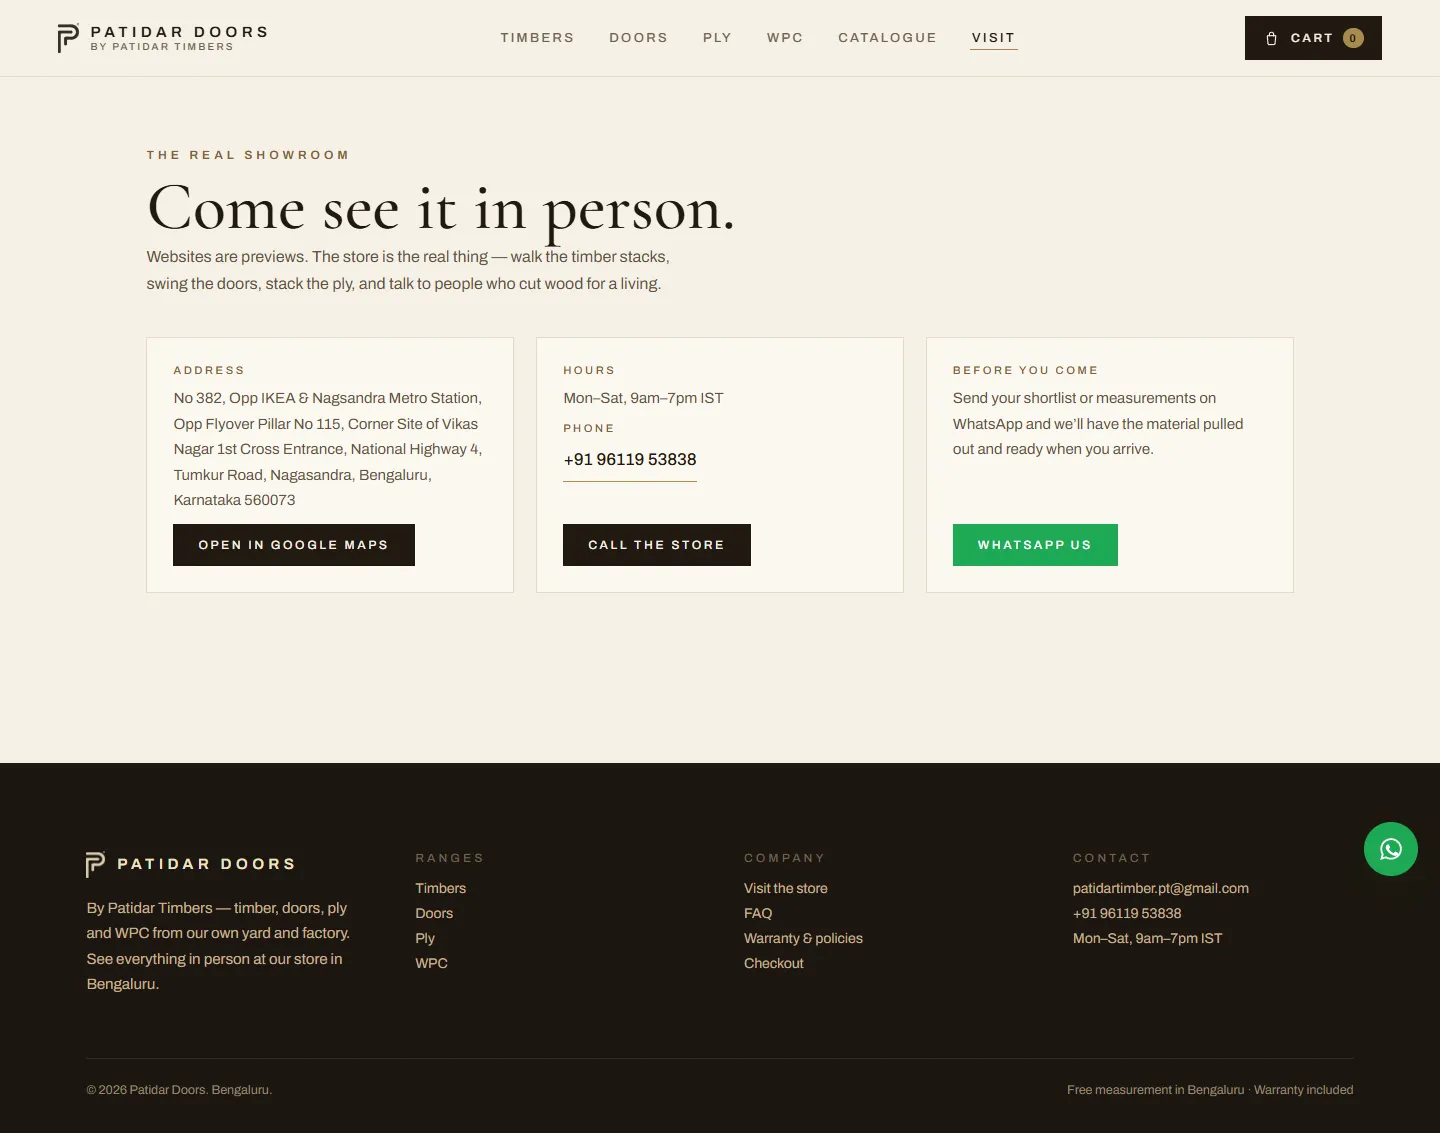 PATIDAR DOORS
BY PATIDAR TIMBERS
TIMBERS
DOORS
PLY
WPC
CATALOGUE
VISIT
CART 0
THE REAL SHOWROOM
Come see it in person.
Websites are previews. The store is the real thing — walk the timber stacks,
swing the doors, stack the ply, and talk to people who cut wood for a living.
ADDRESS
No 382, Opp IKEA & Nagsandra Metro Station,
Opp Flyover Pillar No 115, Corner Site of Vikas
Nagar 1st Cross Entrance, National Highway 4,
Tumkur Road, Nagasandra, Bengaluru,
Karnataka 560073
OPEN IN GOOGLE MAPS
HOURS
Mon–Sat, 9am–7pm IST
PHONE
+91 96119 53838
CALL THE STORE
BEFORE YOU COME
Send your shortlist or measurements on
WhatsApp and we’ll have the material pulled
out and ready when you arrive.
WHATSAPP US
PATIDAR DOORS
By Patidar Timbers — timber, doors, ply
and WPC from our own yard and factory.
See everything in person at our store in
Bengaluru.
RANGES
Timbers
Doors
Ply
WPC
COMPANY
Visit the store
FAQ
Warranty & policies
Checkout
CONTACT
patidartimber.pt@gmail.com
+91 96119 53838
Mon–Sat, 9am–7pm IST
© 2026 Patidar Doors. Bengaluru.
Free measurement in Bengaluru · Warranty included